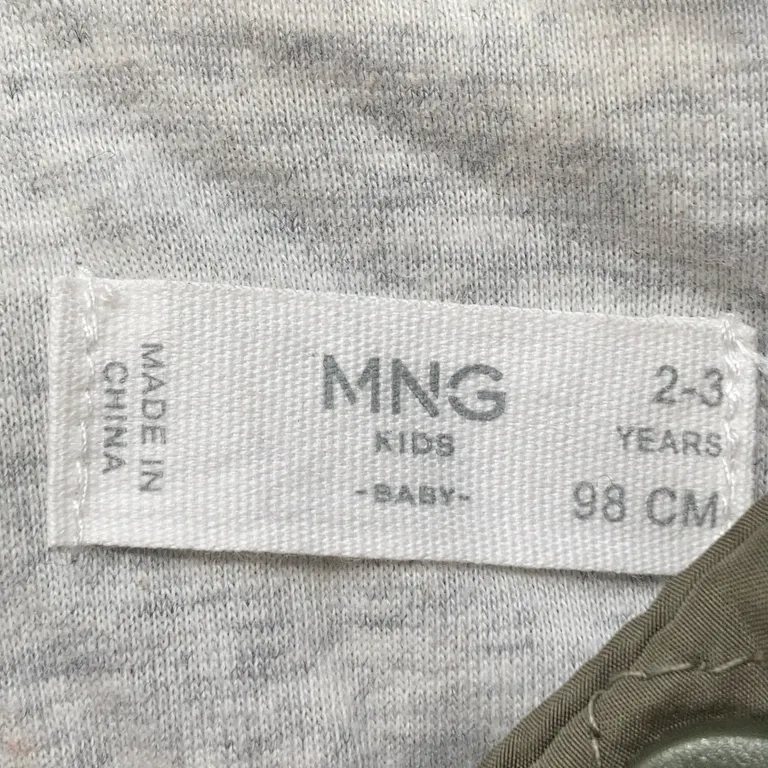 MADE IN
CHINA
MNG
KIDS
-BABY-
2-3
YEARS
98 CM